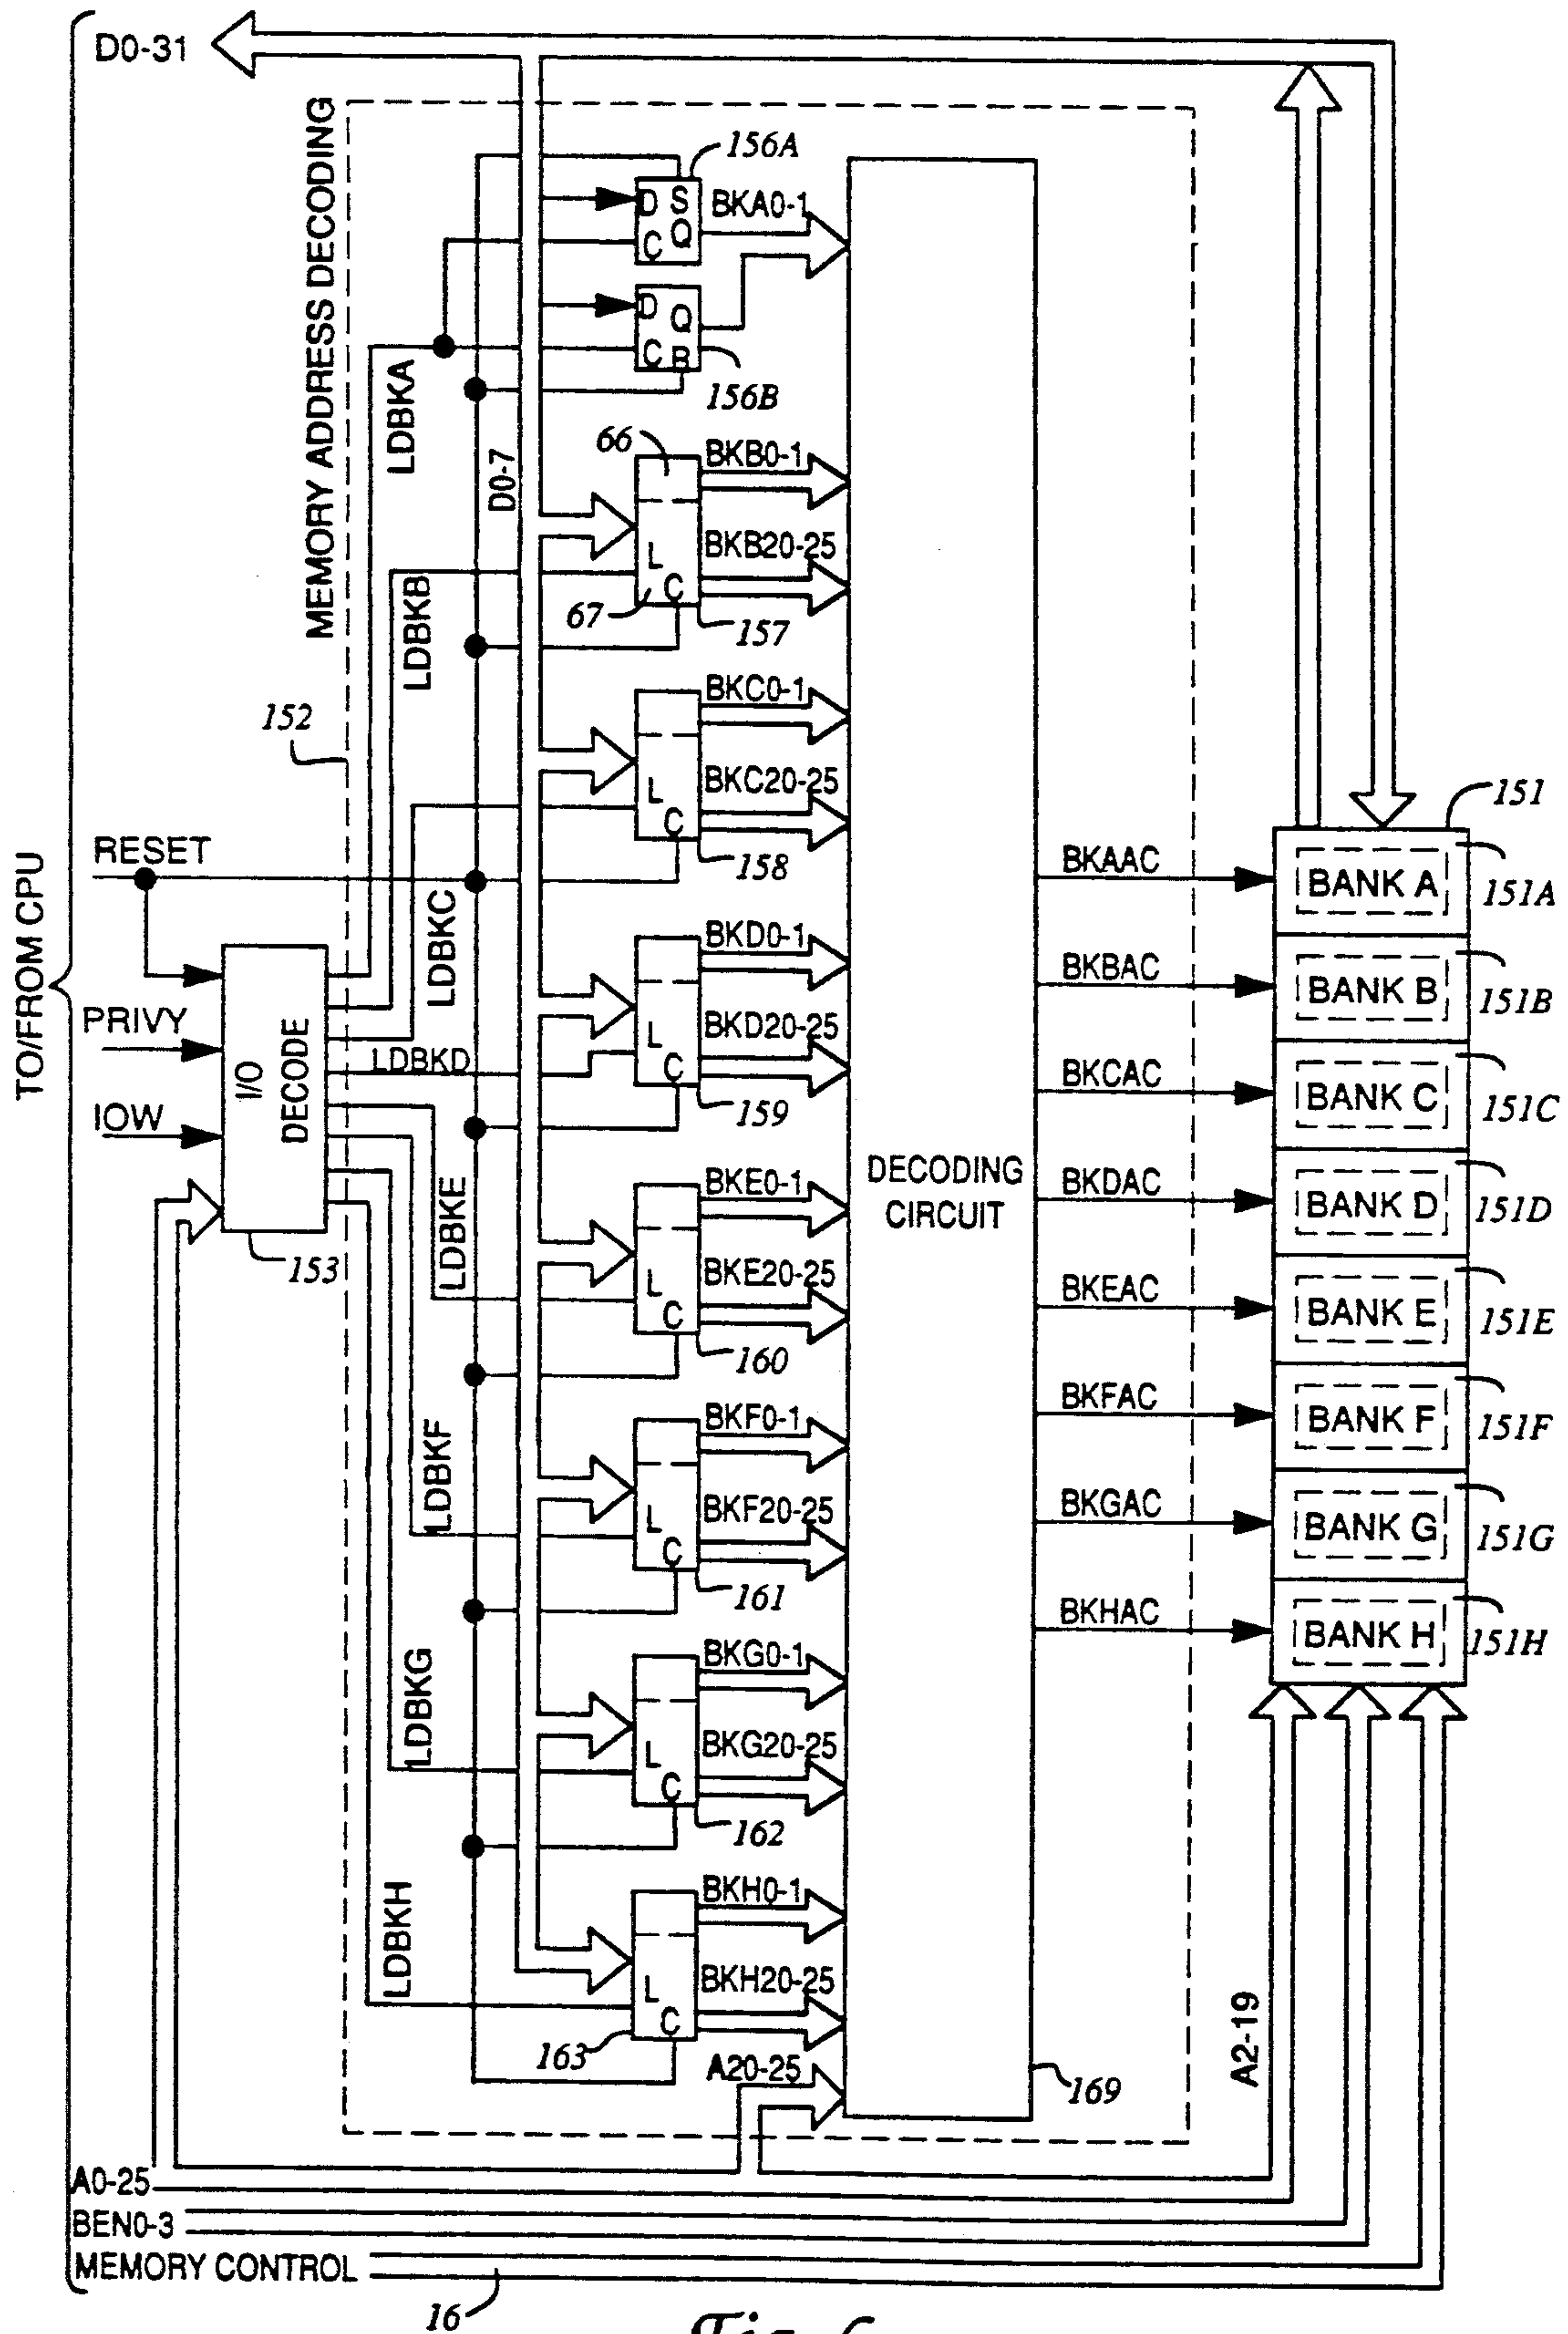 D0-31
MEMORY ADDRESS DECODING
156A
D S
Q
C
BKA0-1
D Q
C R
156B
LDBKA
D0-7
66
BKB0-1
L
C
BKB20-25
67
157
LDBKB
152
BKC0-1
L
C
BKC20-25
158
151
RESET
BKAAC
BANK A
151A
LDBKC
BKD0-1
L
C
BKD20-25
159
BKBAC
BANK B
151B
TO/FROM CPU
PRIVY
I/O
DECODE
LDBKD
BKCAC
BANK C
151C
IOW
153
LDBKE
BKE0-1
L
C
BKE20-25
160
DECODING
CIRCUIT
BKDAC
BANK D
151D
BKEAC
BANK E
151E
LDBKF
BKF0-1
L
C
BKF20-25
161
BKFAC
BANK F
151F
BKGAC
BANK G
151G
LDBKG
BKG0-1
L
C
BKG20-25
162
BKHAC
BANK H
151H
LDBKH
BKH0-1
L
C
BKH20-25
163
A20-25
169
A2-19
A0-25
BEN0-3
MEMORY CONTROL
16